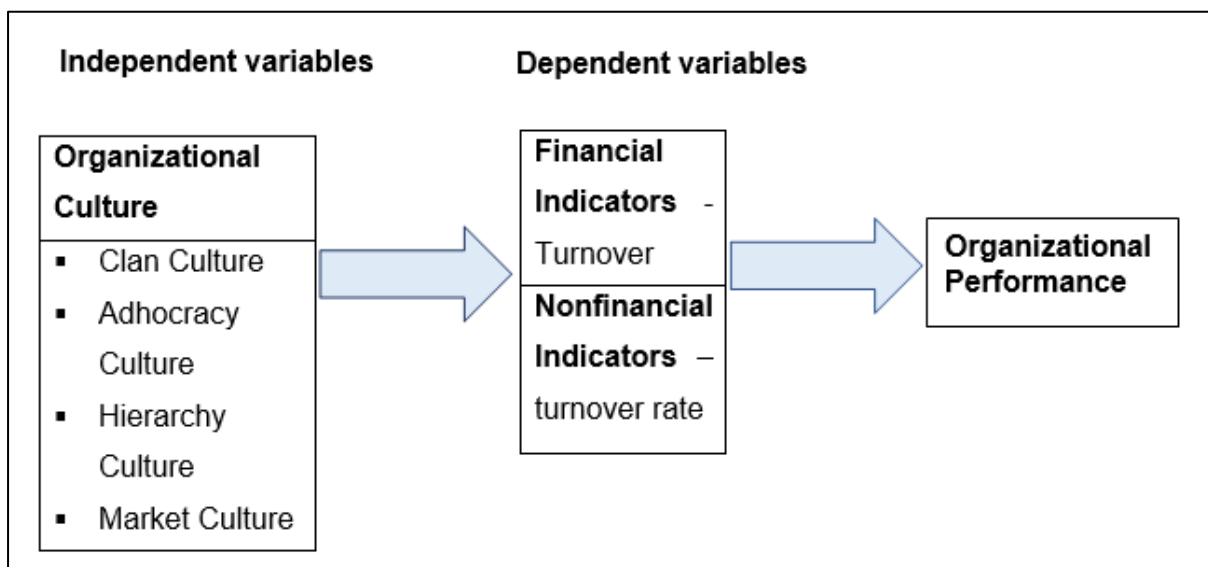 Independent variables
Dependent variables
Organizational
Culture
▪ Clan Culture
▪ Adhocracy
Culture
▪ Hierarchy
Culture
▪ Market Culture
Financial
Indicators -
Turnover
Nonfinancial
Indicators –
turnover rate
Organizational
Performance